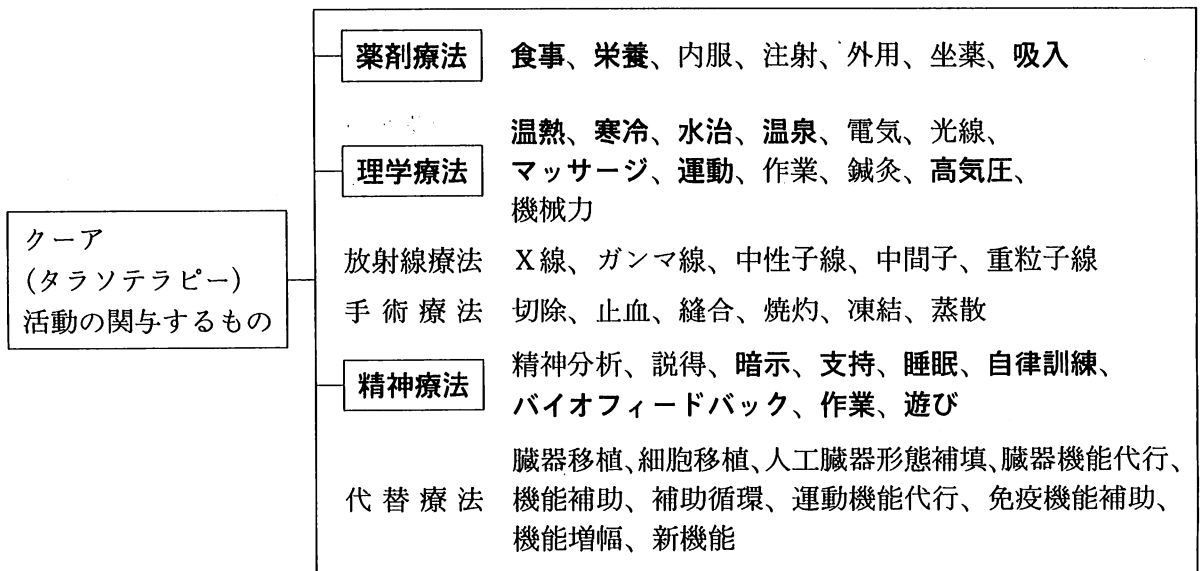 クーア
(タラソテラピー)
活動の関与するもの
薬剤療法 食事、栄養、内服、注射、外用、坐薬、吸入
理学療法 温熱、寒冷、水治、温泉、電気、光線、
マッサージ、運動、作業、鍼灸、高気圧、
機械力
放射線療法 X線、ガンマ線、中性子線、中間子、重粒子線
手術療法 切除、止血、縫合、焼灼、凍結、蒸散
精神療法 精神分析、説得、暗示、支持、睡眠、自律訓練、
バイオフィードバック、作業、遊び
代替療法 臓器移植、細胞移植、人工臓器形態補填、臓器機能代行、
機能補助、補助循環、運動機能代行、免疫機能補助、
機能増幅、新機能